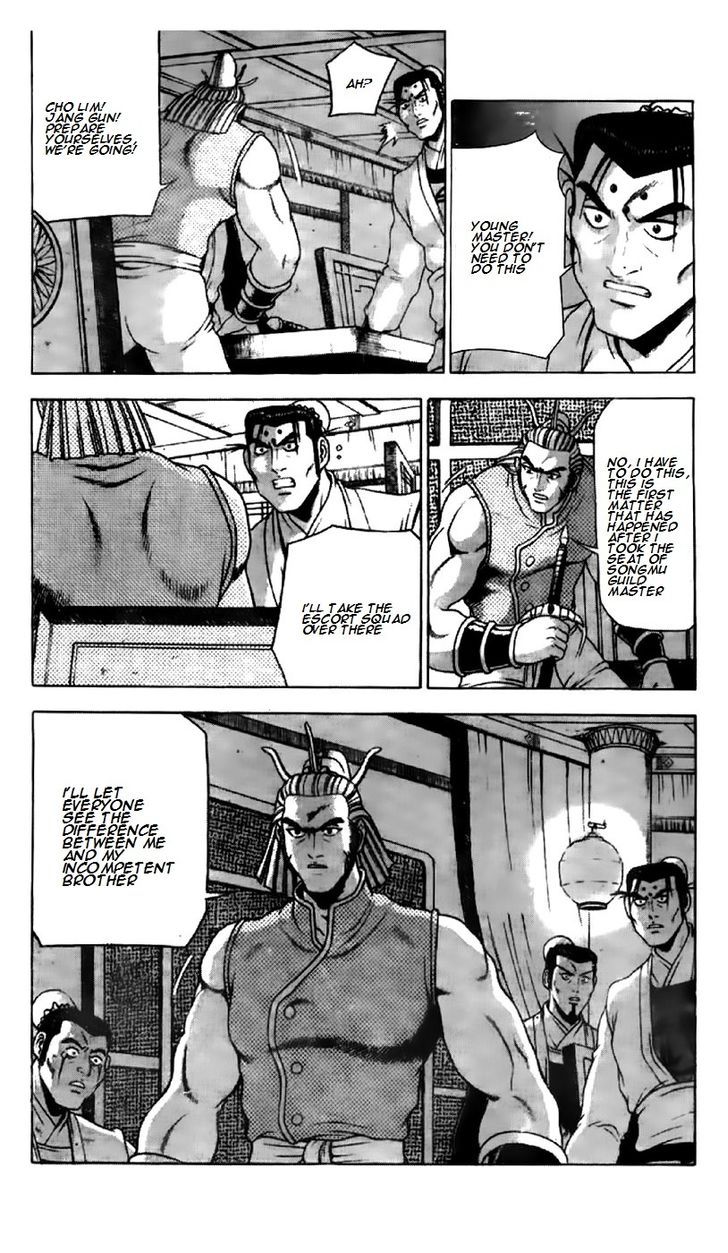 CHO LIM!
JANG GUN!
PREPARE
YOURSELVES,
WE'RE GOING!
AH?
YOUNG
MASTER!
YOU DON'T
NEED TO
DO THIS
I'LL TAKE THE
ESCORT SQUAD
OVER THERE
NO, I HAVE
TO DO THIS,
THIS IS
THE FIRST
MATTER
THAT HAS
HAPPENED
AFTER I
TOOK THE
SEAT OF
SONGMU
GUILD
MASTER
I'LL LET
EVERYONE
SEE THE
DIFFERENCE
BETWEEN ME
AND MY
INCOMPETENT
BROTHER